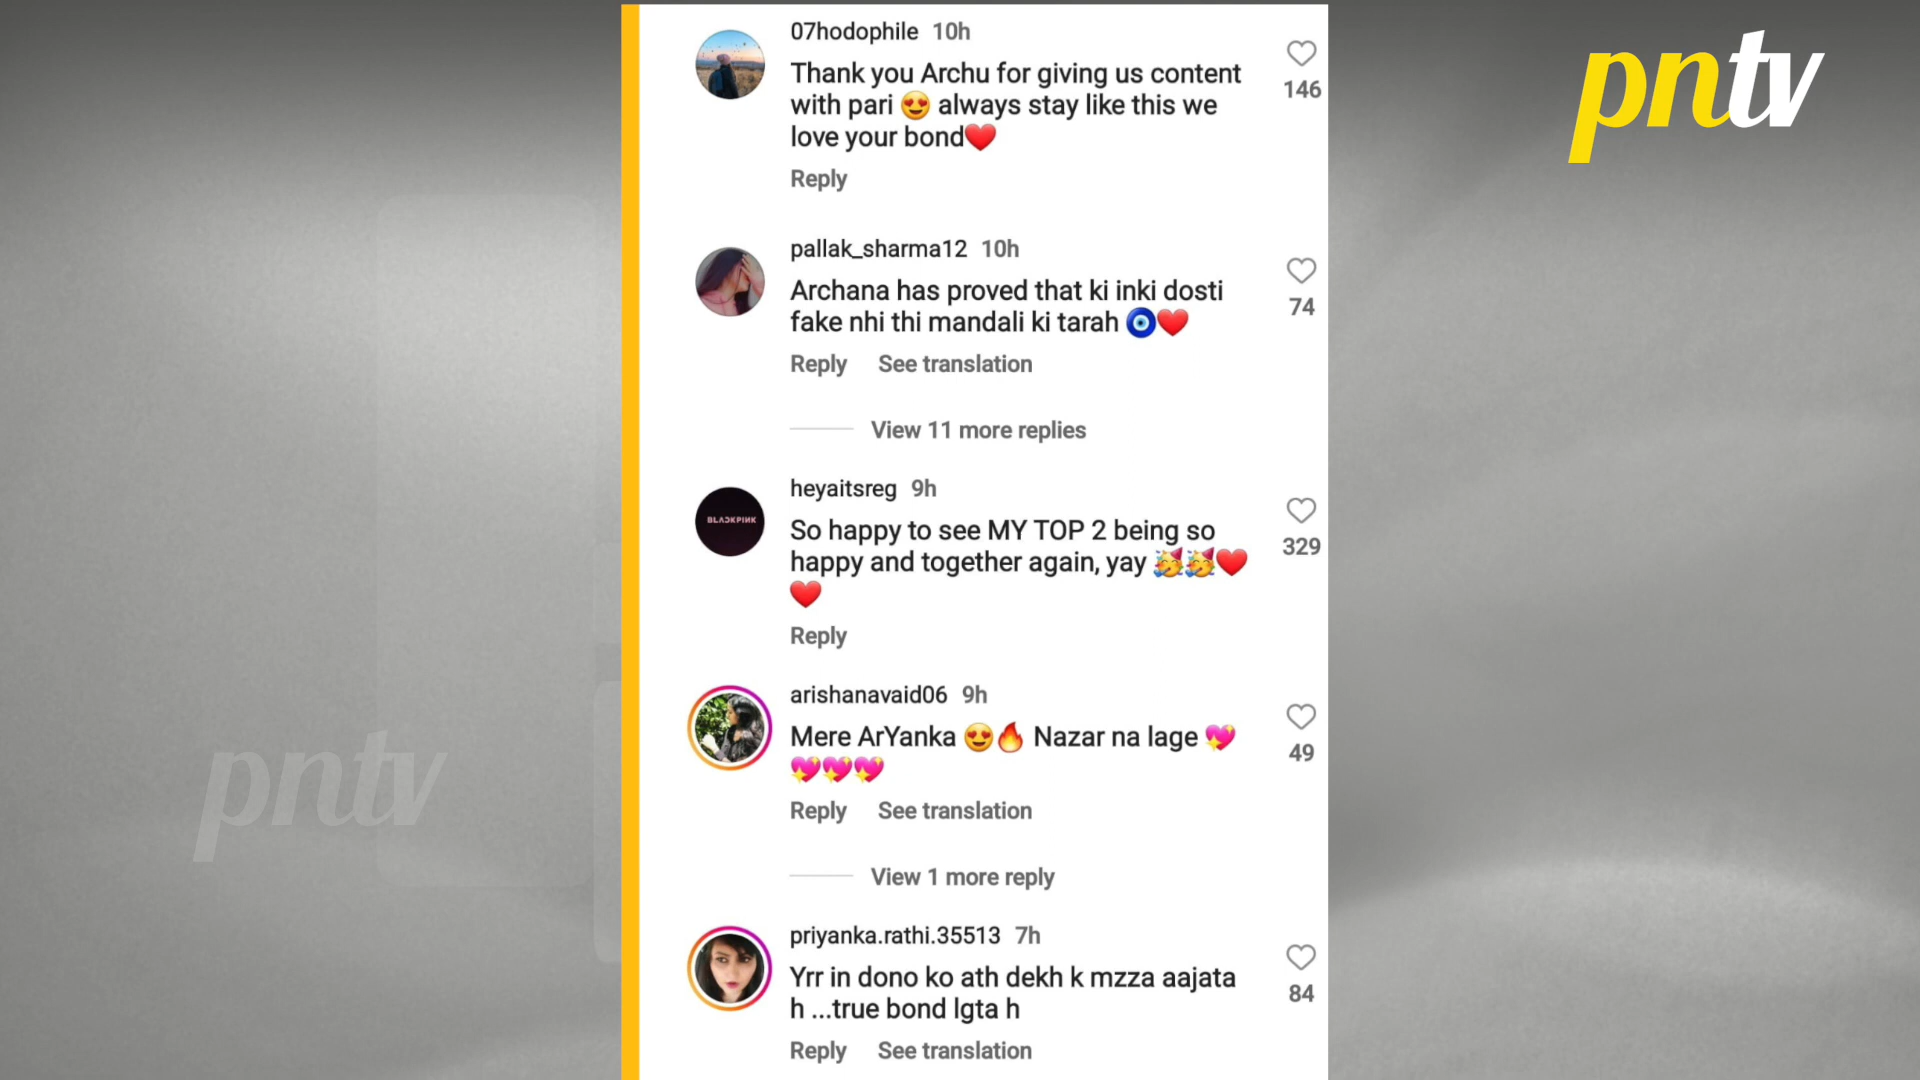 pntv
07hodophile 10h
Thank you Archu for giving us content
with pari 😍 always stay like this we
love your bond❤️
146
Reply
pallak_sharma12 10h
Archana has proved that ki inki dosti
fake nhi thi mandali ki tarah 🧿❤️
74
Reply See translation
View 11 more replies
BLACKPINK
heyaitsreg 9h
So happy to see MY TOP 2 being so
happy and together again, yay 🥳🥳❤️
❤️
329
Reply
arishanavaid06 9h
Mere ArYanka 😍🔥 Nazar na lage 💖
💖💖💖
49
Reply See translation
View 1 more reply
priyanka.rathi.35513 7h
Yrr in dono ko ath dekh k mzza aajata
h ...true bond lgta h
84
Reply See translation
pntv